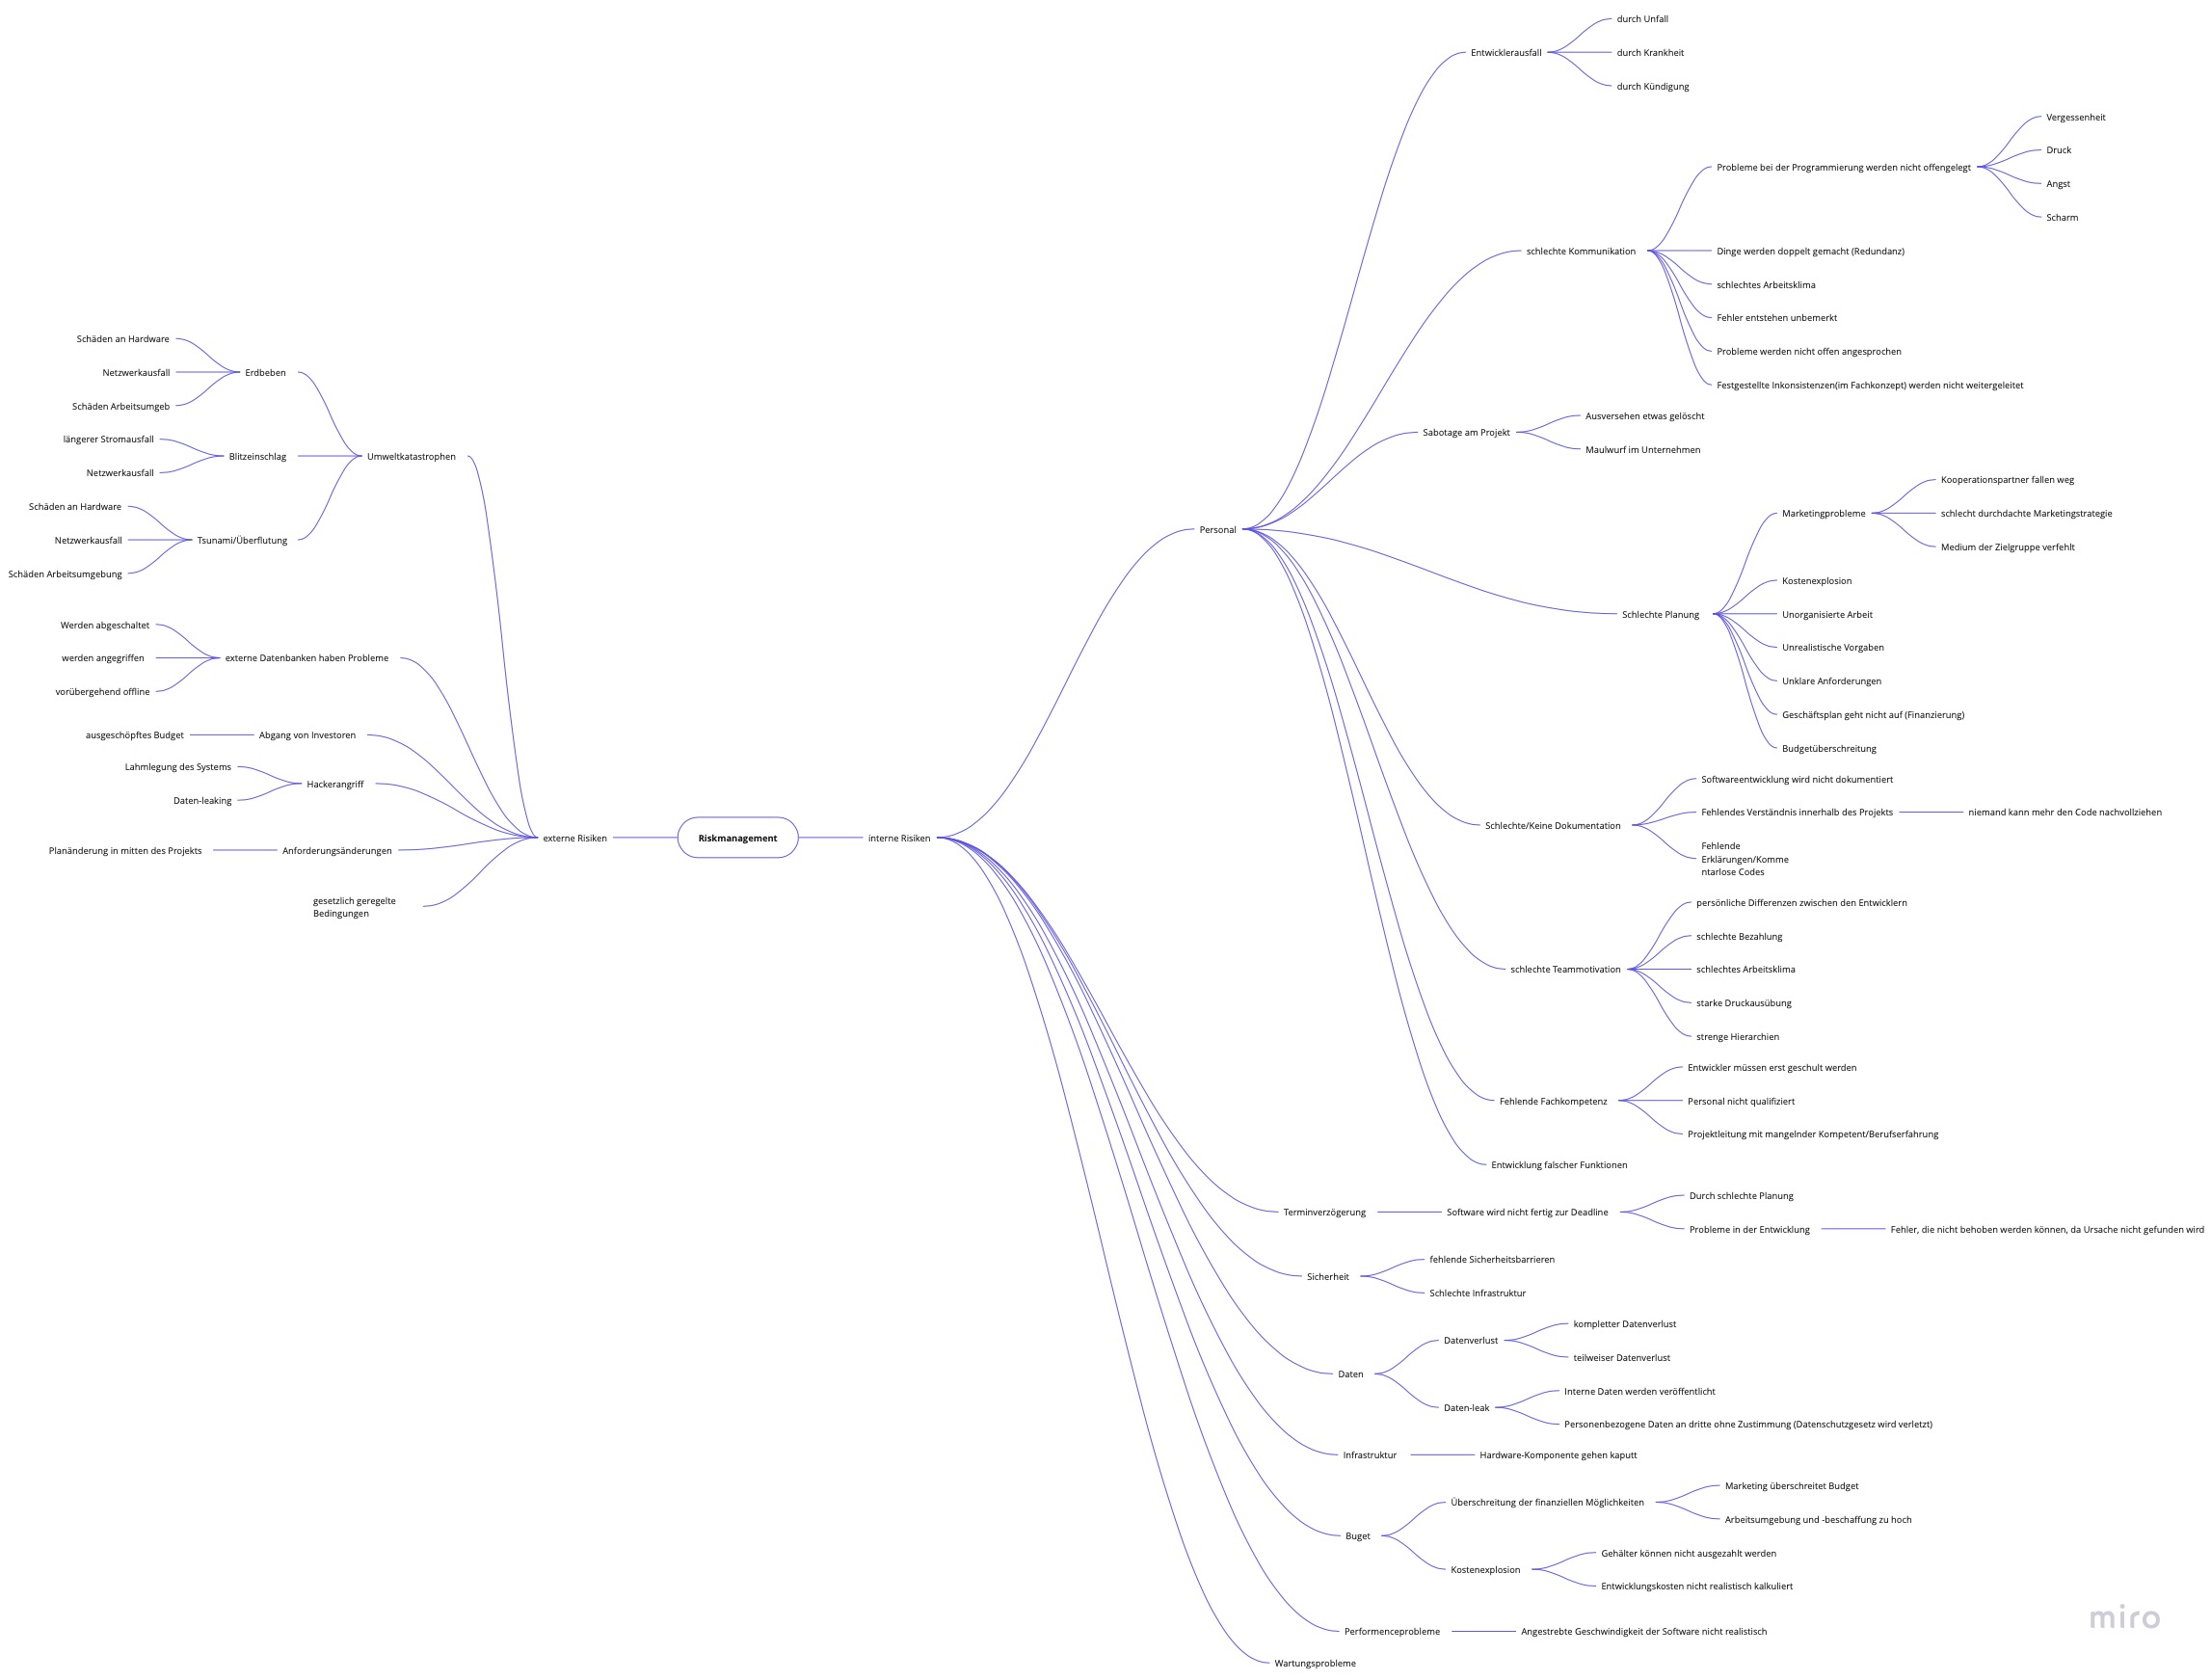 Riskmanagement
externe Risiken
Umweltkatastrophen
Erdbeben
Schäden an Hardware
Netzwerkausfall
Schäden Arbeitsumgeb
Blitzeinschlag
längerer Stromausfall
Netzwerkausfall
Tsunami/Überflutung
Schäden an Hardware
Netzwerkausfall
Schäden Arbeitsumgebung
externe Datenbanken haben Probleme
Werden abgeschaltet
werden angegriffen
vorübergehend offline
Abgang von Investoren
ausgeschöpftes Budget
Hackerangriff
Lahmlegung des Systems
Daten-leaking
Anforderungsänderungen
Planänderung in mitten des Projekts
gesetzlich geregelte
Bedingungen
interne Risiken
Personal
Entwicklerausfall
durch Unfall
durch Krankheit
durch Kündigung
schlechte Kommunikation
Probleme bei der Programmierung werden nicht offengelegt
Vergessenheit
Druck
Angst
Scharm
Dinge werden doppelt gemacht (Redundanz)
schlechtes Arbeitsklima
Fehler entstehen unbemerkt
Probleme werden nicht offen angesprochen
Festgestellte Inkonsistenzen(im Fachkonzept) werden nicht weitergeleitet
Sabotage am Projekt
Ausversehen etwas gelöscht
Maulwurf im Unternehmen
Schlechte Planung
Marketingprobleme
Kooperationspartner fallen weg
schlecht durchdachte Marketingstrategie
Medium der Zielgruppe verfehlt
Kostenexplosion
Unorganisierte Arbeit
Unrealistische Vorgaben
Unklare Anforderungen
Geschäftsplan geht nicht auf (Finanzierung)
Budgetüberschreitung
Schlechte/Keine Dokumentation
Softwareentwicklung wird nicht dokumentiert
Fehlendes Verständnis innerhalb des Projekts
niemand kann mehr den Code nachvollziehen
Fehlende
Erklärungen/Komme
ntarlose Codes
schlechte Teammotivation
persönliche Differenzen zwischen den Entwicklern
schlechte Bezahlung
schlechtes Arbeitsklima
starke Druckausübung
strenge Hierarchien
Fehlende Fachkompetenz
Entwickler müssen erst geschult werden
Personal nicht qualifiziert
Projektleitung mit mangelnder Kompetent/Berufserfahrung
Entwicklung falscher Funktionen
Terminverzögerung
Software wird nicht fertig zur Deadline
Durch schlechte Planung
Probleme in der Entwicklung
Fehler, die nicht behoben werden können, da Ursache nicht gefunden wird
Sicherheit
fehlende Sicherheitsbarrieren
Schlechte Infrastruktur
Daten
Datenverlust
kompletter Datenverlust
teilweiser Datenverlust
Daten-leak
Interne Daten werden veröffentlicht
Personenbezogene Daten an dritte ohne Zustimmung (Datenschutzgesetz wird verletzt)
Infrastruktur
Hardware-Komponente gehen kaputt
Buget
Überschreitung der finanziellen Möglichkeiten
Marketing überschreitet Budget
Arbeitsumgebung und -beschaffung zu hoch
Kostenexplosion
Gehälter können nicht ausgezahlt werden
Entwicklungskosten nicht realistisch kalkuliert
Performenceprobleme
Angestrebte Geschwindigkeit der Software nicht realistisch
Wartungsprobleme
miro